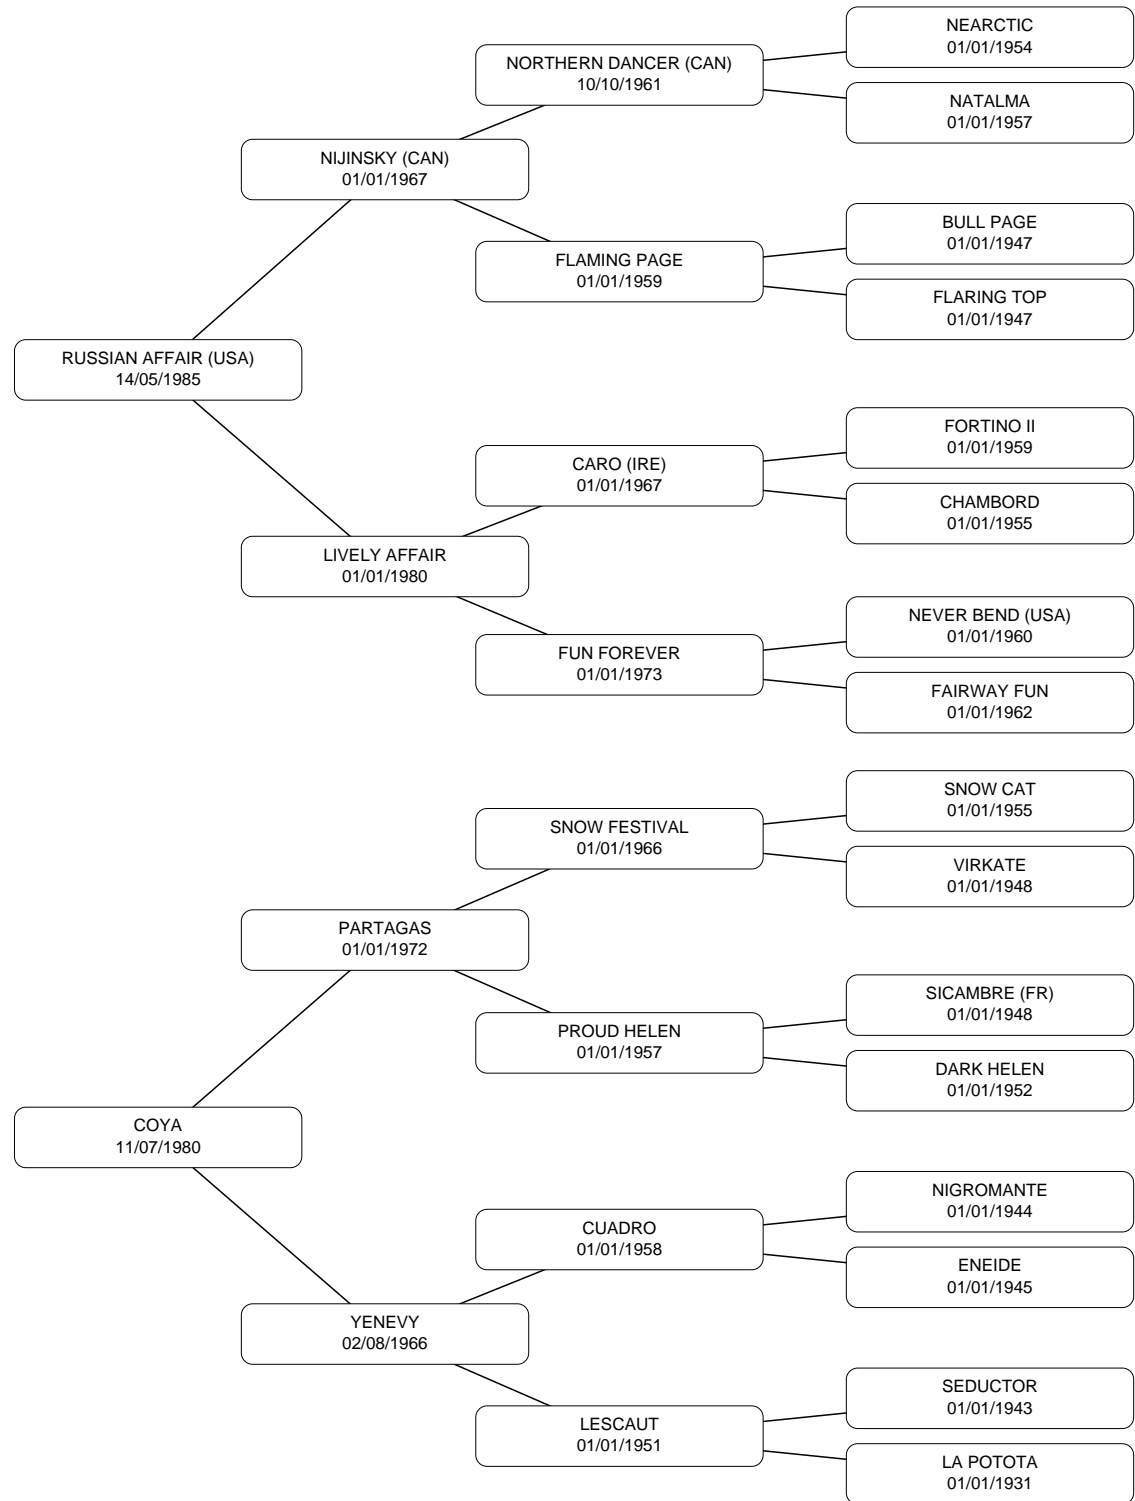 NEARCTIC
01/01/1954
NORTHERN DANCER (CAN)
10/10/1961
NATALMA
01/01/1957
NIJINSKY (CAN)
01/01/1967
BULL PAGE
01/01/1947
FLAMING PAGE
01/01/1959
FLARING TOP
01/01/1947
RUSSIAN AFFAIR (USA)
14/05/1985
FORTINO II
01/01/1959
CARO (IRE)
01/01/1967
CHAMBORD
01/01/1955
LIVELY AFFAIR
01/01/1980
NEVER BEND (USA)
01/01/1960
FUN FOREVER
01/01/1973
FAIRWAY FUN
01/01/1962
SNOW CAT
01/01/1955
SNOW FESTIVAL
01/01/1966
VIRKATE
01/01/1948
PARTAGAS
01/01/1972
SICAMBRE (FR)
01/01/1948
PROUD HELEN
01/01/1957
DARK HELEN
01/01/1952
COYA
11/07/1980
NIGROMANTE
01/01/1944
CUADRO
01/01/1958
ENEIDE
01/01/1945
YENEVY
02/08/1966
SEDUCTOR
01/01/1943
LESCAUT
01/01/1951
LA POTOTA
01/01/1931